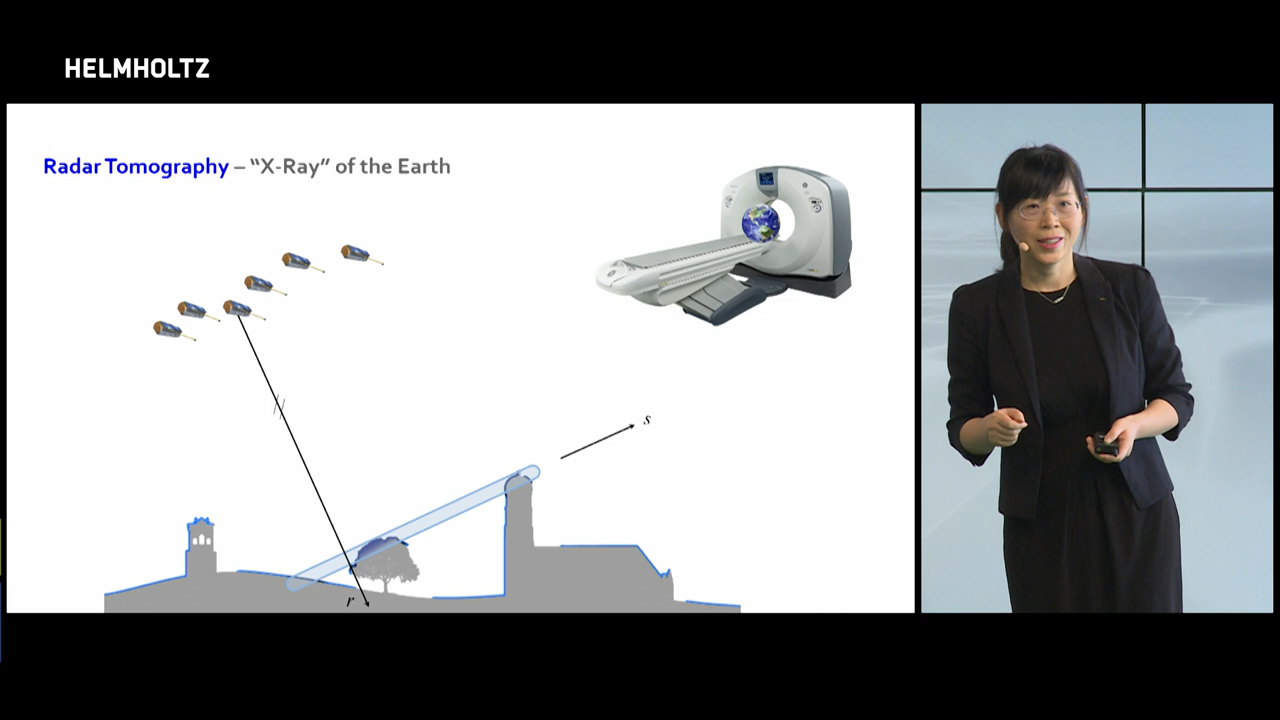 HELMHOLTZ
Radar Tomography – “X-Ray” of the Earth
s
r